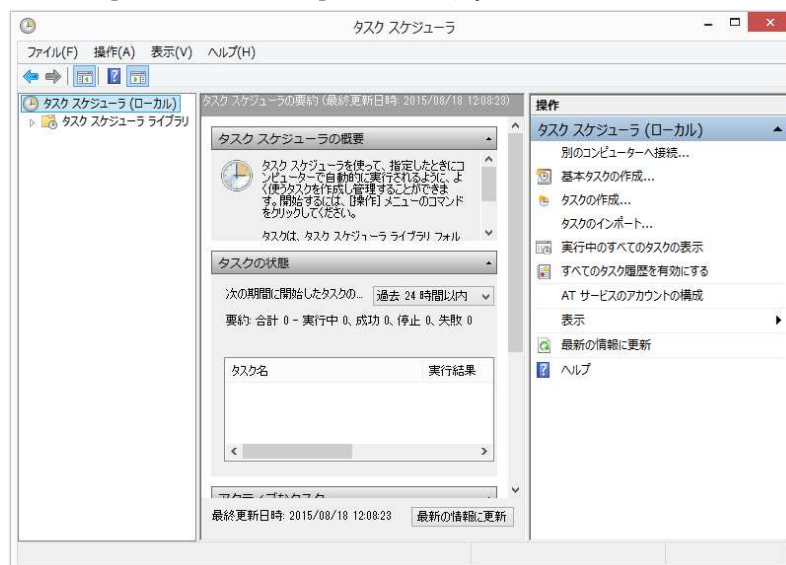 タスク スケジューラ
ファイル(F) 操作(A) 表示(V) ヘルプ(H)
タスク スケジューラ (ローカル)
タスク スケジューラ ライブラリ
タスク スケジューラの要約 (最終更新日時: 2015/08/18 12:08:23)
タスク スケジューラの概要
タスク スケジューラを使って、指定したときにコ
ンピューターで自動的に実行されるように、よ
く使うタスクを作成し管理することができま
す。開始するには、[操作] メニューのコマンド
をクリックしてください。
タスクは、タスク スケジューラ ライブラリ フォル
タスクの状態
次の期間に開始したタスクの... 過去 24 時間以内
要約: 合計 0 - 実行中 0、成功 0、停止 0、失敗 0
タスク名 実行結果
アクティブなタスク
最終更新日時: 2015/08/18 12:08:23 最新の情報に更新
操作
タスク スケジューラ (ローカル)
別のコンピューターへ接続...
基本タスクの作成...
タスクの作成...
タスクのインポート...
実行中のすべてのタスクの表示
すべてのタスク履歴を有効にする
AT サービスのアカウントの構成
表示
最新の情報に更新
ヘルプ